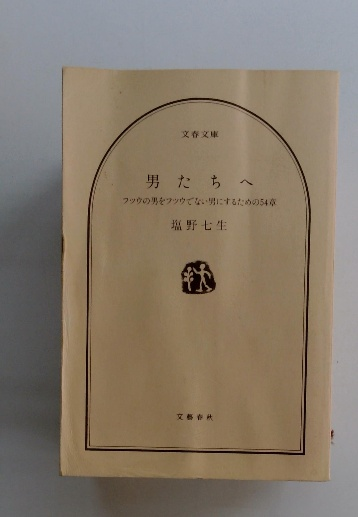 文春文庫
男たちへ
フツウの男をフツウでない男にするための54章
塩野七生
文藝春秋